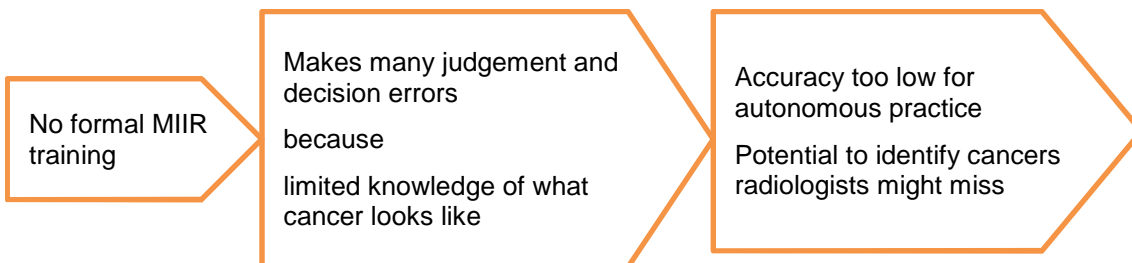 No formal MIIR
training
Makes many judgement and
decision errors
because
limited knowledge of what
cancer looks like
Accuracy too low for
autonomous practice
Potential to identify cancers
radiologists might miss